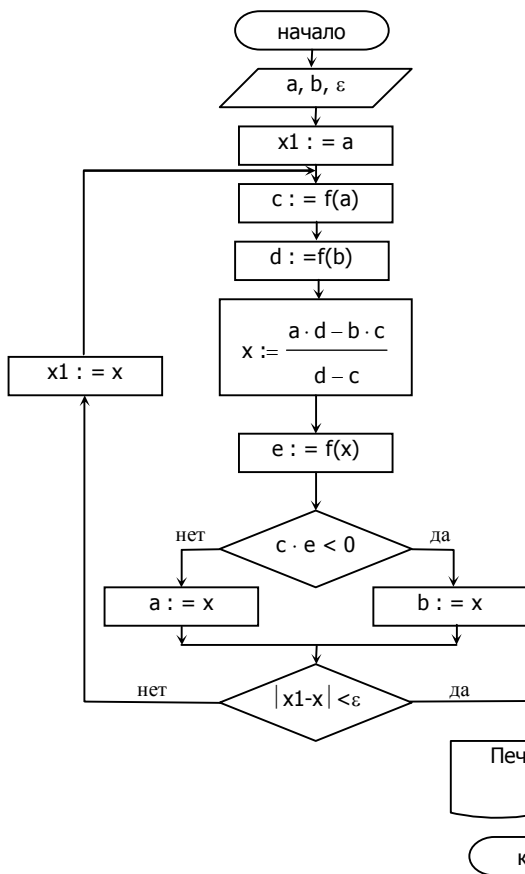 начало
a, b, ε
x1 : = a
c : = f(a)
d : =f(b)
x := (a · d – b · c) / (d – c)
x1 : = x
e : = f(x)
нет
c · e < 0
да
a : = x
b : = x
нет
|x1-x| <ε
да